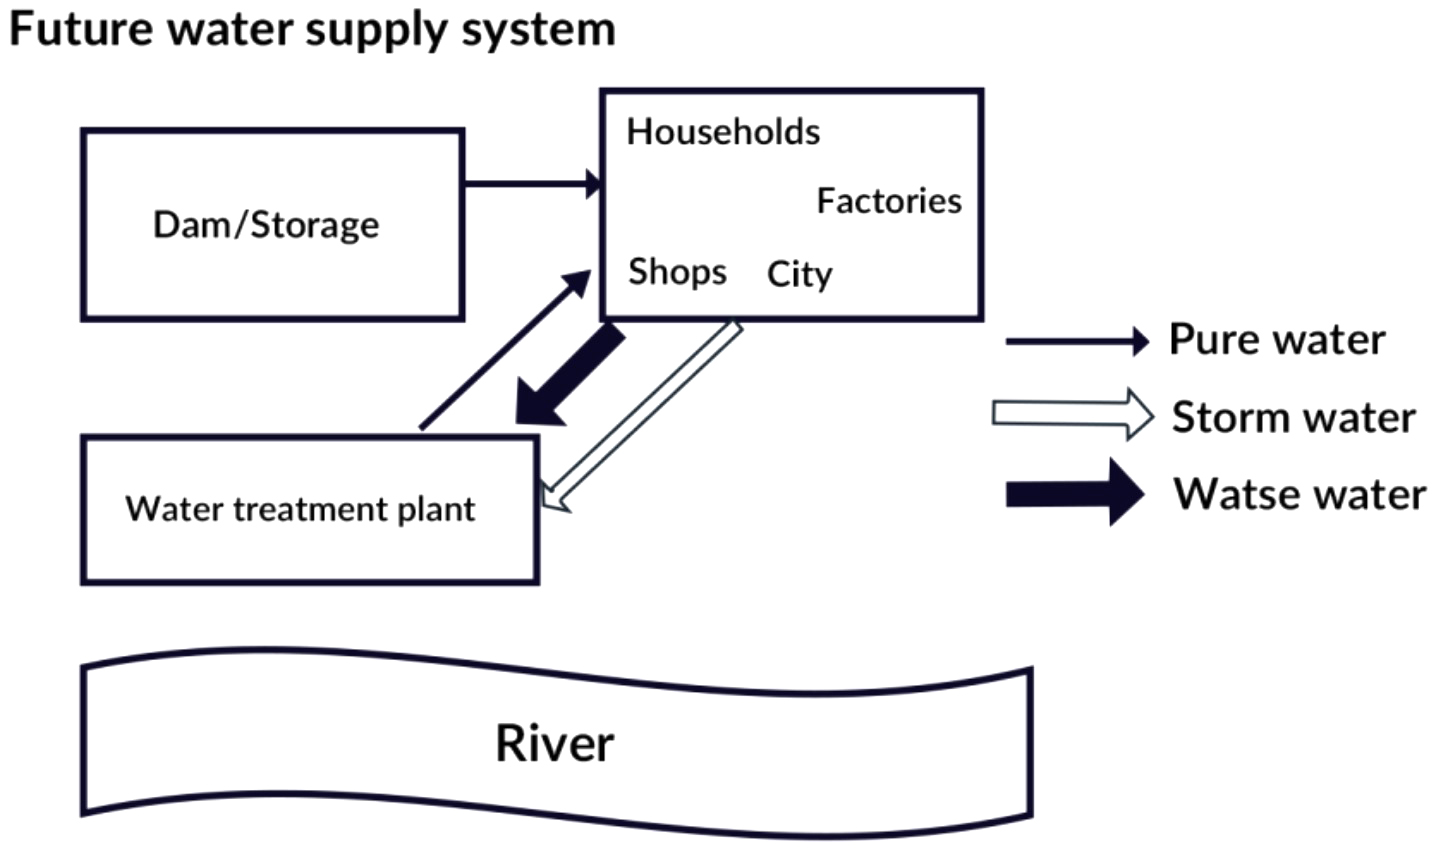 Future water supply system
Households
Factories
Dam/Storage
Shops City
Pure water
Storm water
Watse water
Water treatment plant
River